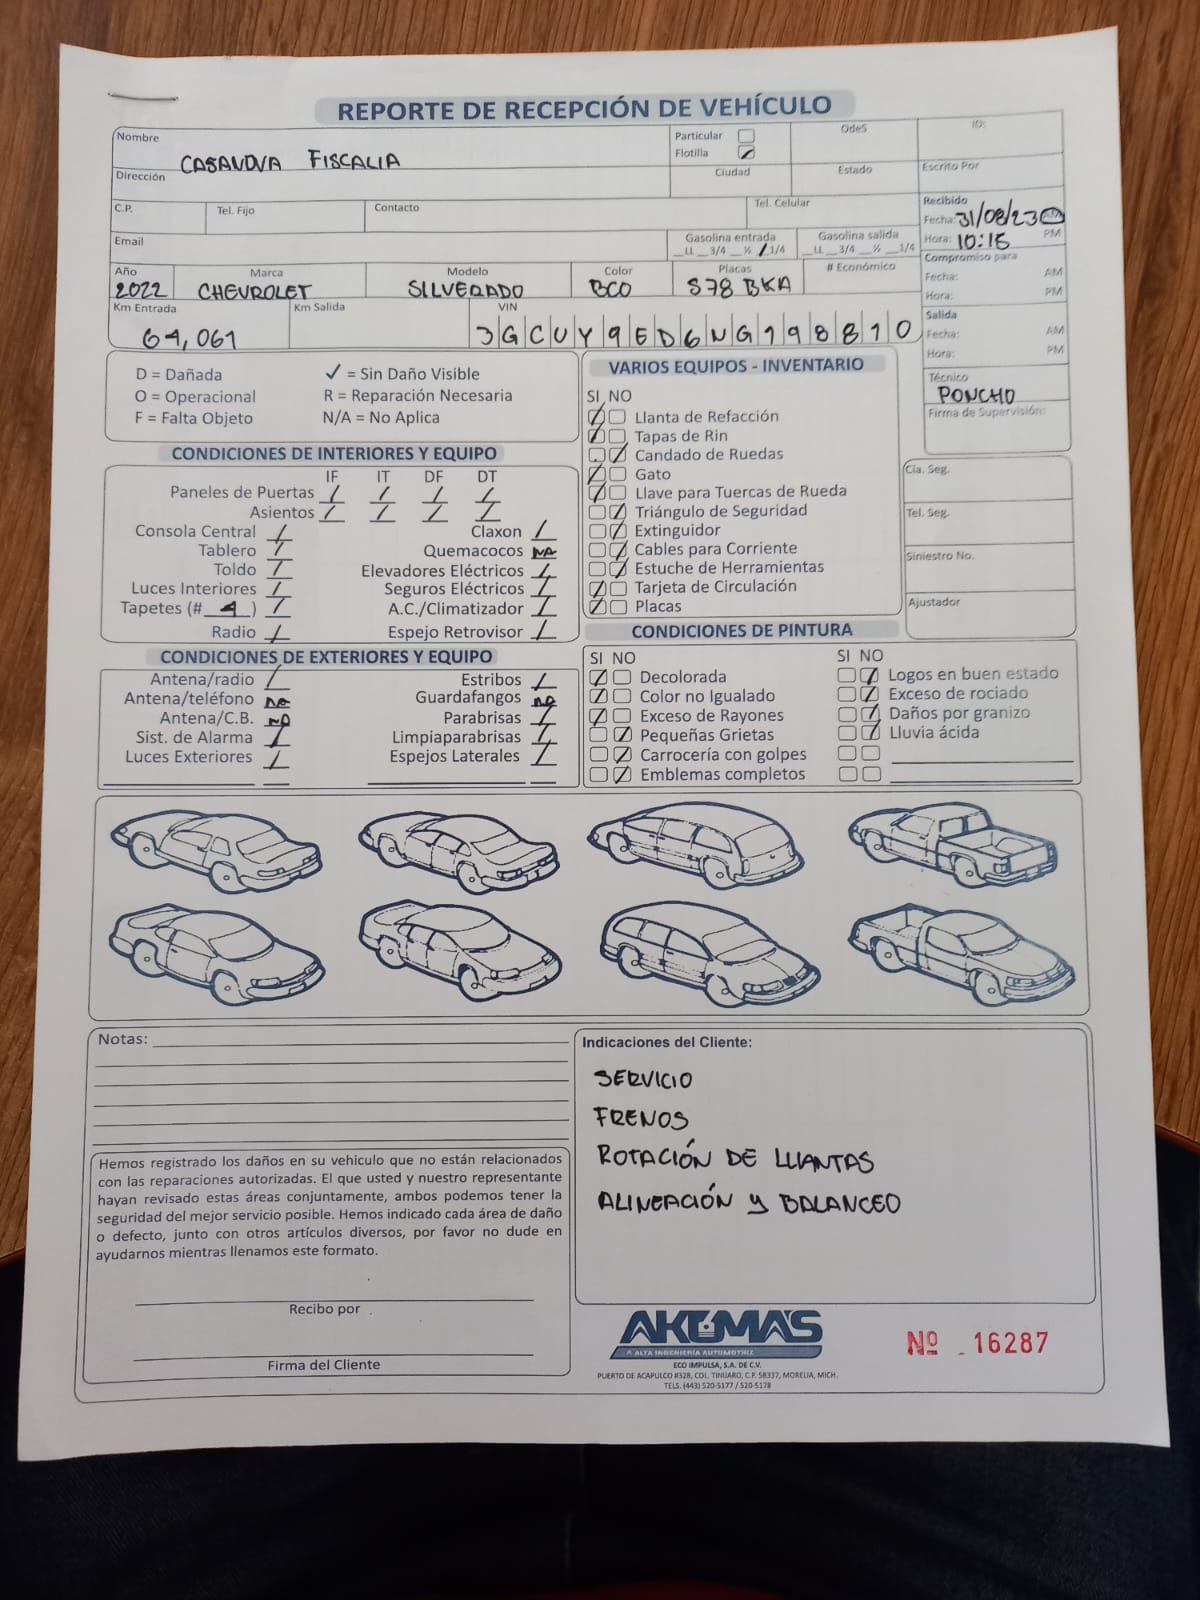 REPORTE DE RECEPCIÓN DE VEHÍCULO
Nombre CASANOVA FISCALIA
Particular
Flotilla
OdeS
ID:
Dirección
Ciudad
Estado
Escrito Por
C.P.
Tel. Fijo
Contacto
Tel. Celular
Recibido
Fecha: 31/08/23 AM
Hora: 10:15 PM
Email
Gasolina entrada
LL 3/4 ½ 1/4
Gasolina salida
LL 3/4 ½ 1/4
Compromiso para
Fecha: AM
Hora: PM
Año 2022
Marca CHEVROLET
Modelo SILVERADO
Color BCO
Placas S78 BKA
# Económico
Km Entrada 64,061
Km Salida
VIN 3GCUY9ED6NG198810
Salida
Fecha: AM
Hora: PM
Técnico
PONCHO
Firma de Supervisión:
D = Dañada
✓ = Sin Daño Visible
O = Operacional
R = Reparación Necesaria
F = Falta Objeto
N/A = No Aplica
CONDICIONES DE INTERIORES Y EQUIPO
IF IT DF DT
Paneles de Puertas
Asientos
Consola Central
Claxon
Tablero
Quemacocos NA
Toldo
Elevadores Eléctricos
Luces Interiores
Seguros Eléctricos
Tapetes (# 4 )
A.C./Climatizador
Radio
Espejo Retrovisor
VARIOS EQUIPOS - INVENTARIO
SI NO
Llanta de Refacción
Tapas de Rin
Candado de Ruedas
Gato
Llave para Tuercas de Rueda
Triángulo de Seguridad
Extinguidor
Cables para Corriente
Estuche de Herramientas
Tarjeta de Circulación
Placas
Cía. Seg.
Tel. Seg.
Siniestro No.
Ajustador
CONDICIONES DE EXTERIORES Y EQUIPO
Antena/radio
Estribos
Antena/teléfono NA
Guardafangos NA
Antena/C.B. NA
Parabrisas
Sist. de Alarma
Limpiaparabrisas
Luces Exteriores
Espejos Laterales
CONDICIONES DE PINTURA
SI NO
Decolorada
Color no Igualado
Exceso de Rayones
Pequeñas Grietas
Carrocería con golpes
Emblemas completos
SI NO
Logos en buen estado
Exceso de rociado
Daños por granizo
Lluvia ácida
Notas:
Indicaciones del Cliente:
SERVICIO
FRENOS
ROTACIÓN DE LLANTAS
ALINEACIÓN Y BALANCEO
Hemos registrado los daños en su vehiculo que no están relacionados
con las reparaciones autorizadas. El que usted y nuestro representante
hayan revisado estas áreas conjuntamente, ambos podemos tener la
seguridad del mejor servicio posible. Hemos indicado cada área de daño
o defecto, junto con otros artículos diversos, por favor no dude en
ayudarnos mientras llenamos este formato.
Recibo por
Firma del Cliente
AKUMAS
ALTA INGENIERÍA AUTOMOTRIZ
ECO IMPULSA, S.A. DE C.V.
PUERTO DE ACAPULCO #328, COL. TINIJARO, C.P. 58337, MORELIA, MICH.
TELS. (443) 520-5177 / 520-5178
Nº 16287